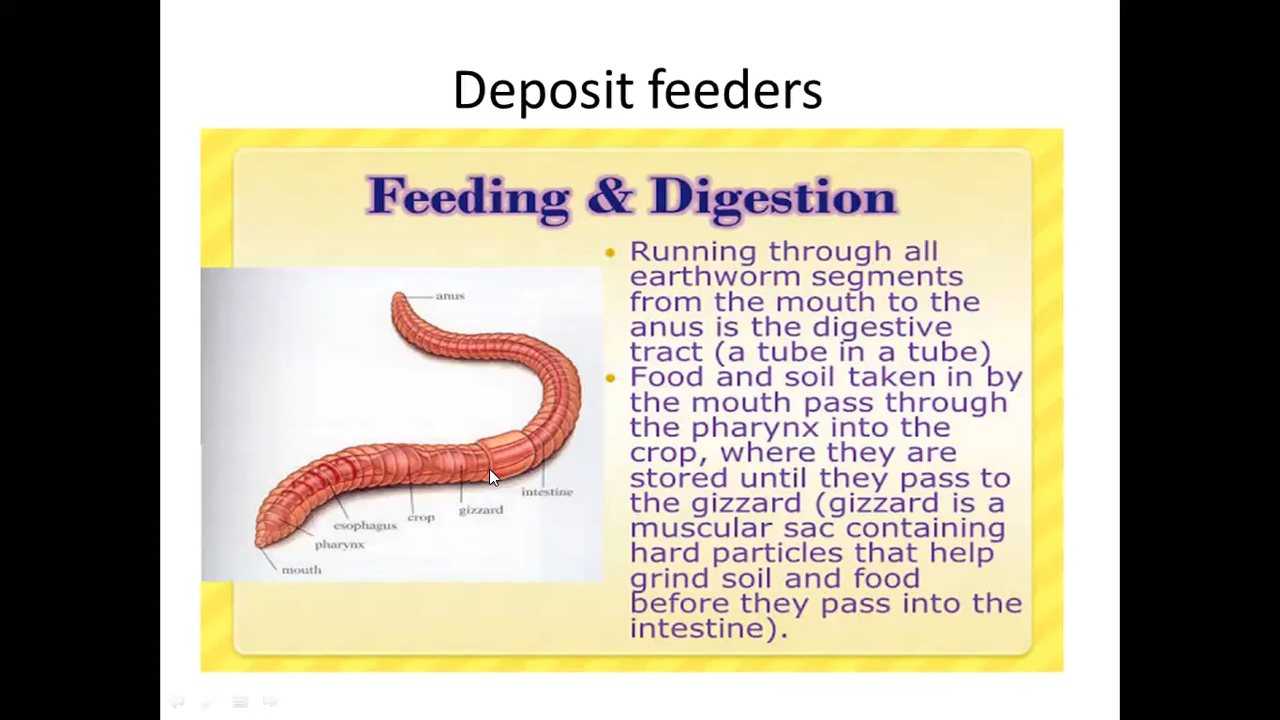 Deposit feeders
Feeding & Digestion
Running through all
earthworm segments
from the mouth to the
anus is the digestive
tract (a tube in a tube)
Food and soil taken in by
the mouth pass through
the pharynx into the
crop, where they are
stored until they pass to
the gizzard (gizzard is a
muscular sac containing
hard particles that help
grind soil and food
before they pass into the
intestine).
anus
intestine
gizzard
crop
esophagus
pharynx
mouth